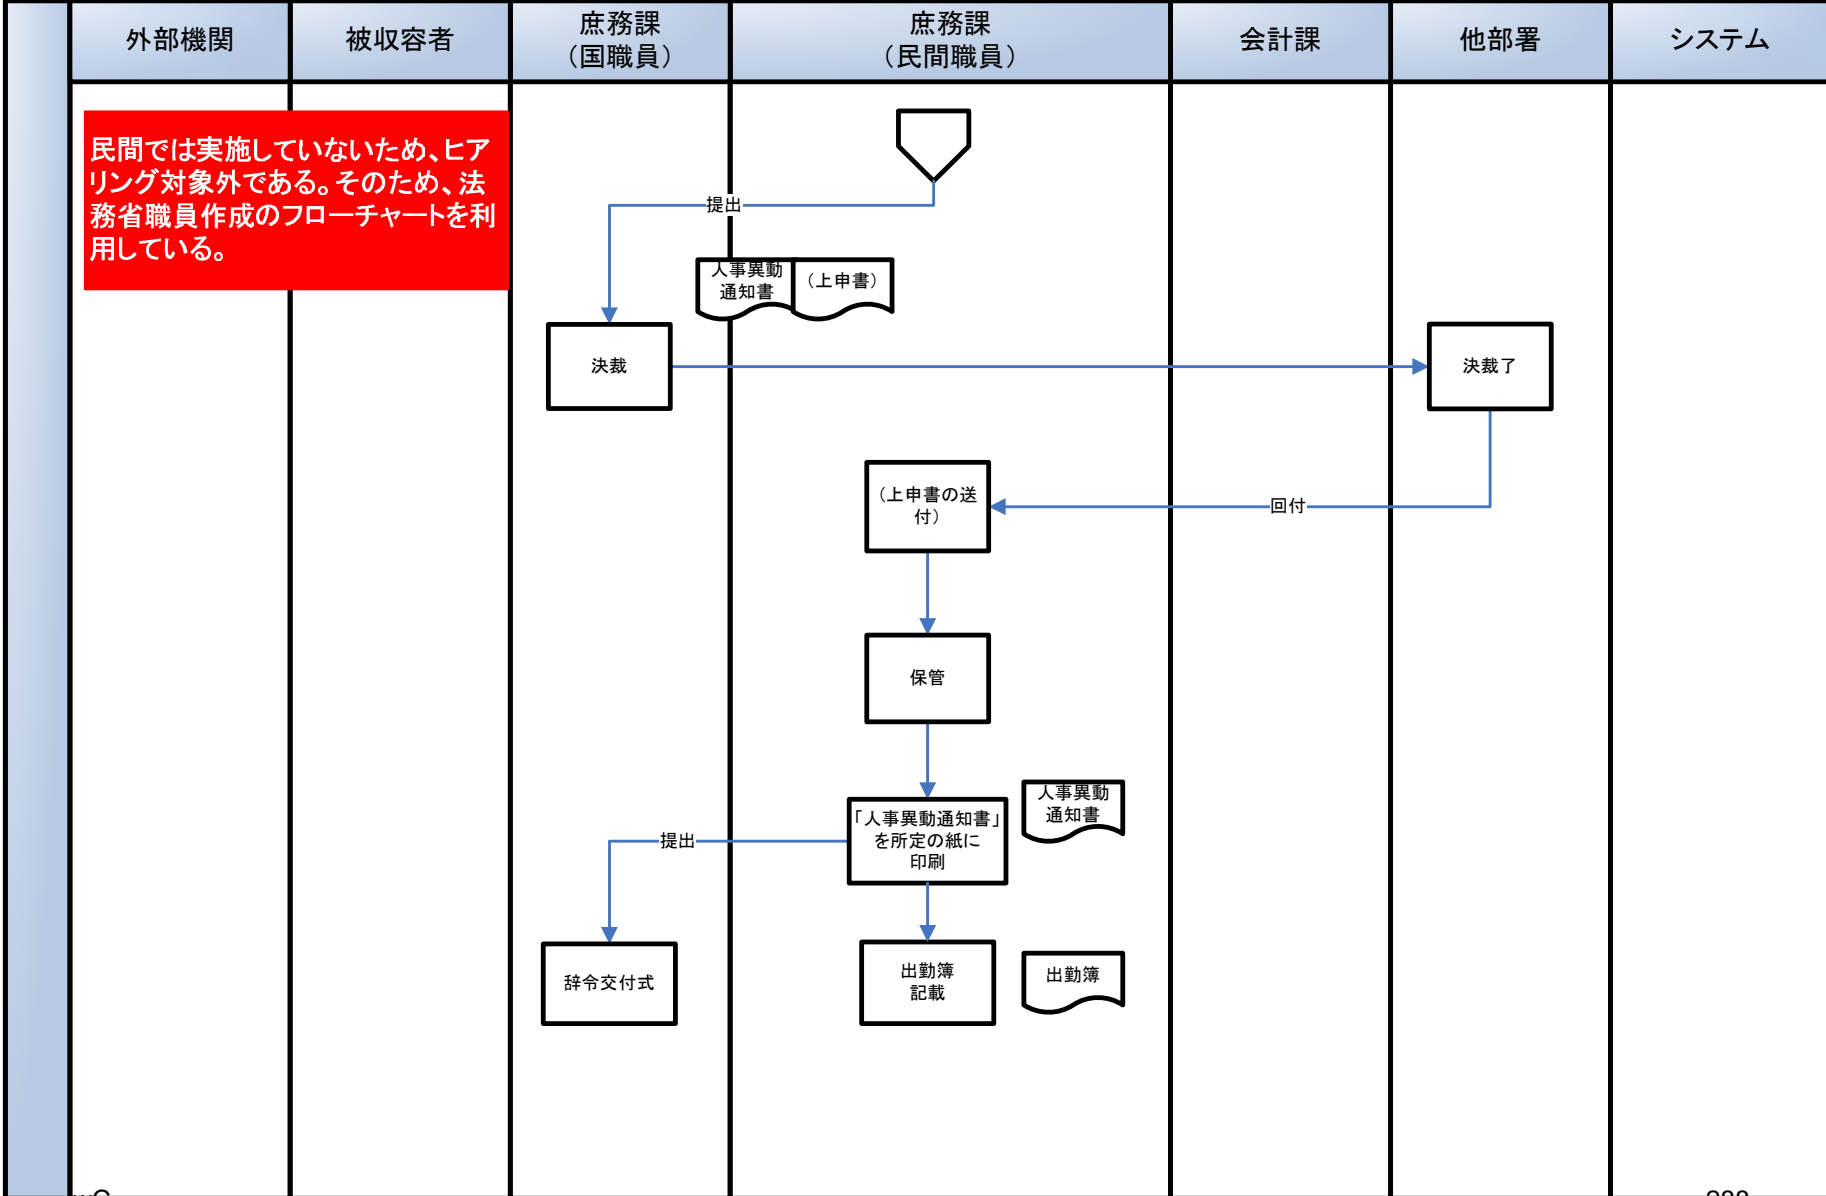 外部機関
被収容者
庶務課
（国職員）
庶務課
（民間職員）
会計課
他部署
システム
民間では実施していないため、ヒア
リング対象外である。そのため、法
務省職員作成のフローチャートを利
用している。
提出
人事異動
通知書
（上申書）
決裁
決裁了
（上申書の送
付）
回付
保管
人事異動
通知書
「人事異動通知書」
を所定の紙に
印刷
提出
辞令交付式
出勤簿
記載
出勤簿